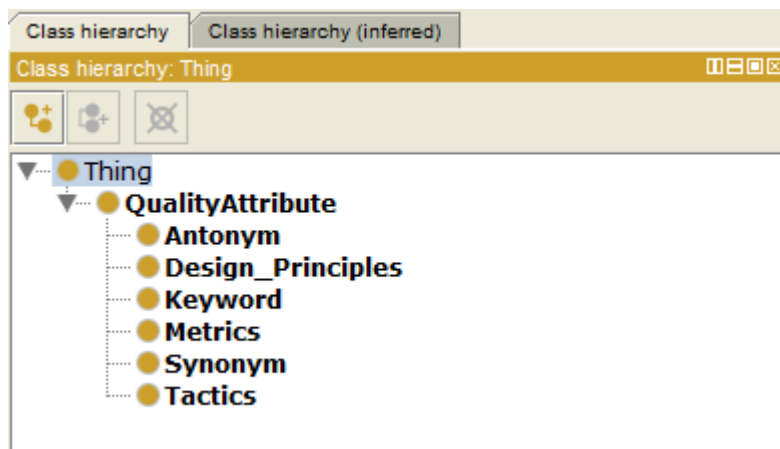 Class hierarchy Class hierarchy (inferred)
Class hierarchy: Thing
Thing
QualityAttribute
Antonym
Design_Principles
Keyword
Metrics
Synonym
Tactics